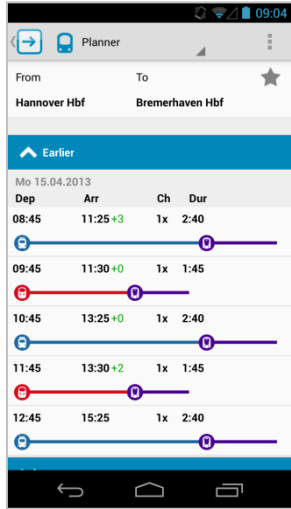 09:04
Planner
From To
Hannover Hbf Bremerhaven Hbf
Earlier
Mo 15.04.2013
Dep Arr Ch Dur
08:45 11:25 +3 1x 2:40
09:45 11:30 +0 1x 1:45
10:45 13:25 +0 1x 2:40
11:45 13:30 +2 1x 1:45
12:45 15:25 1x 2:40